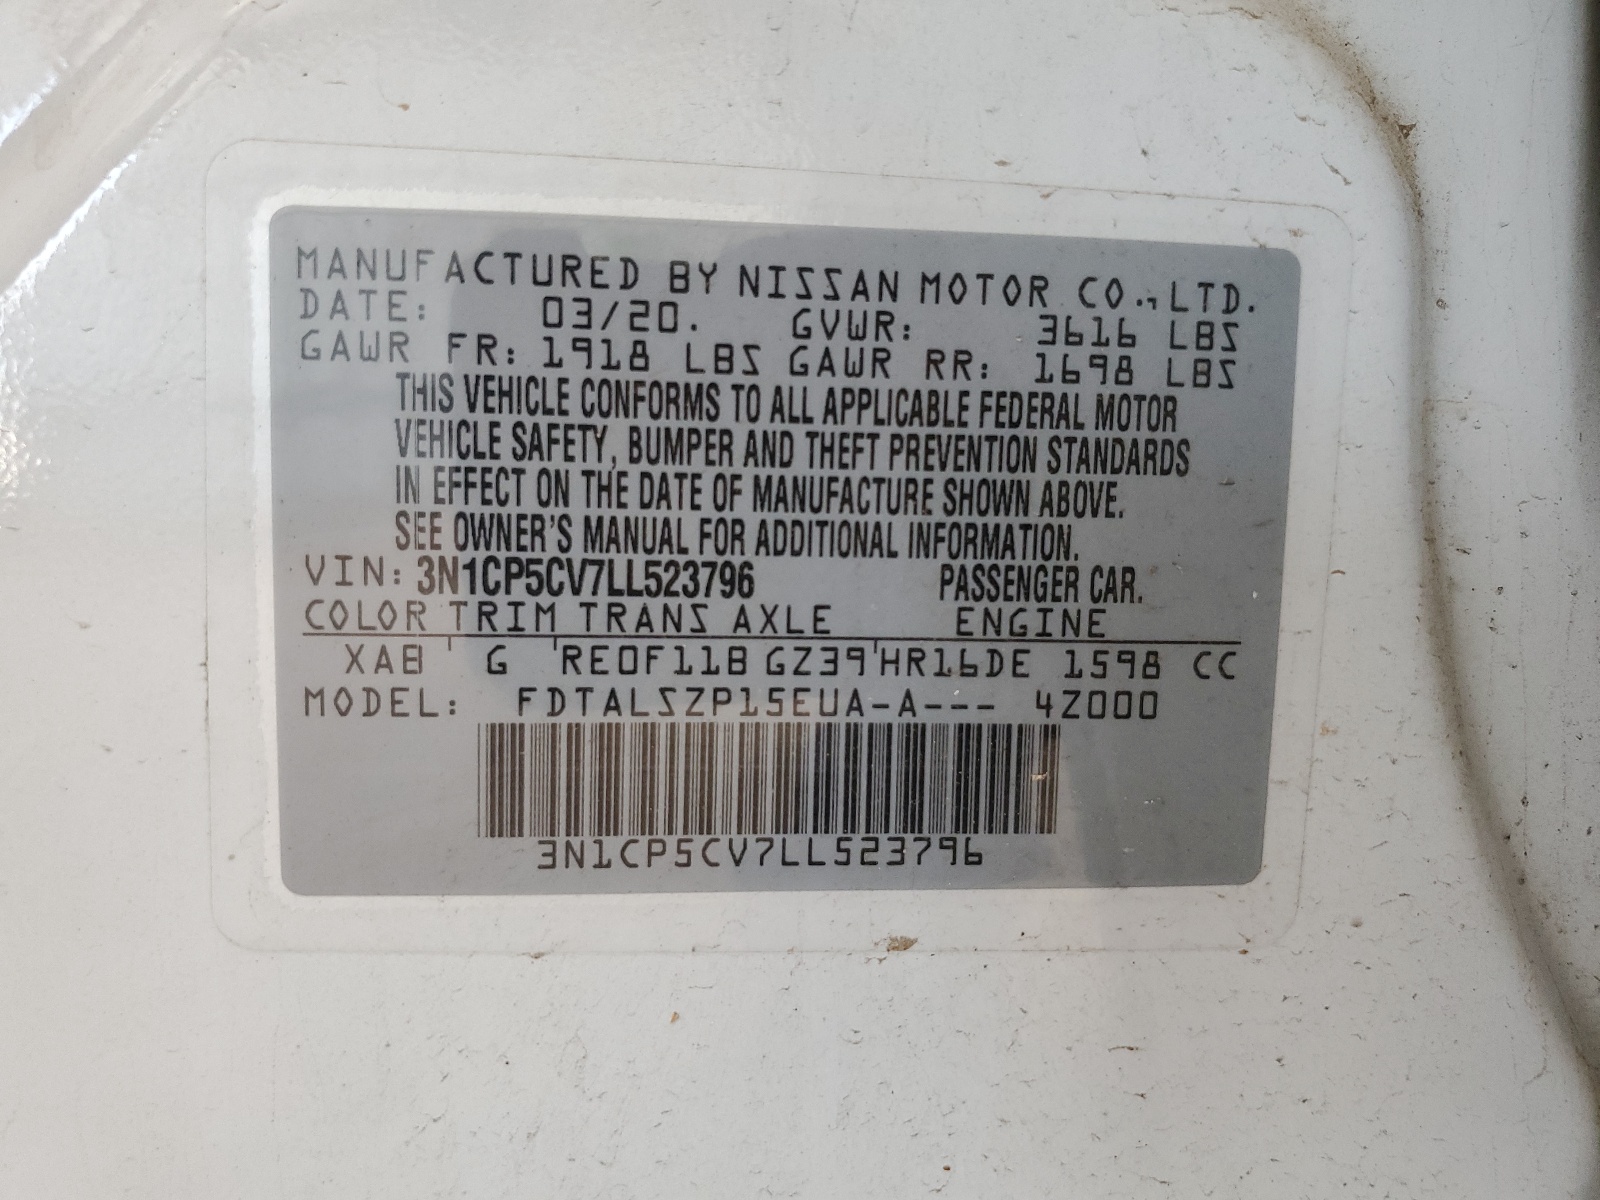 MANUFACTURED BY NISSAN MOTOR CO., LTD.
DATE: 03/20. GVWR: 3616 LBS
GAWR FR: 1918 LBS GAWR RR: 1698 LBS
THIS VEHICLE CONFORMS TO ALL APPLICABLE FEDERAL MOTOR
VEHICLE SAFETY, BUMPER AND THEFT PREVENTION STANDARDS
IN EFFECT ON THE DATE OF MANUFACTURE SHOWN ABOVE.
SEE OWNER'S MANUAL FOR ADDITIONAL INFORMATION.
VIN: 3N1CP5CV7LL523796 PASSENGER CAR.
COLOR TRIM TRANS AXLE ENGINE
XAB G RE0F11B GZ39 HR16DE 1598 CC
MODEL: FDTALSZP15EUA-A--- 4Z000
3N1CP5CV7LL523796